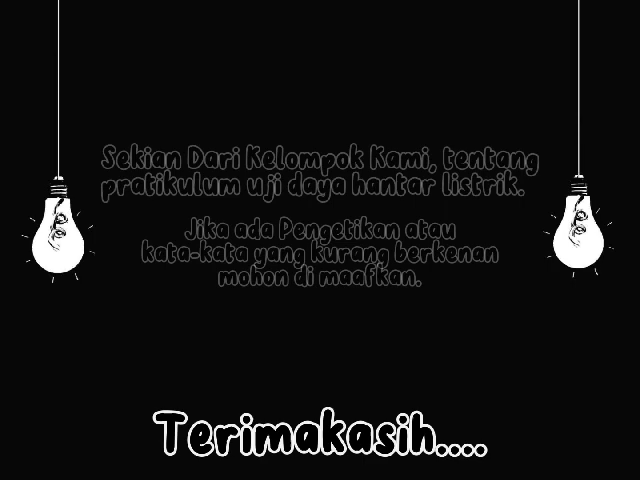 Sekian Dari Kelompok Kami, tentang
pratikulum uji daya hantar listrik.
Jika ada Pengetikan atau
kata-kata yang kurang berkenan
mohon di maafkan.
Terimakasih....